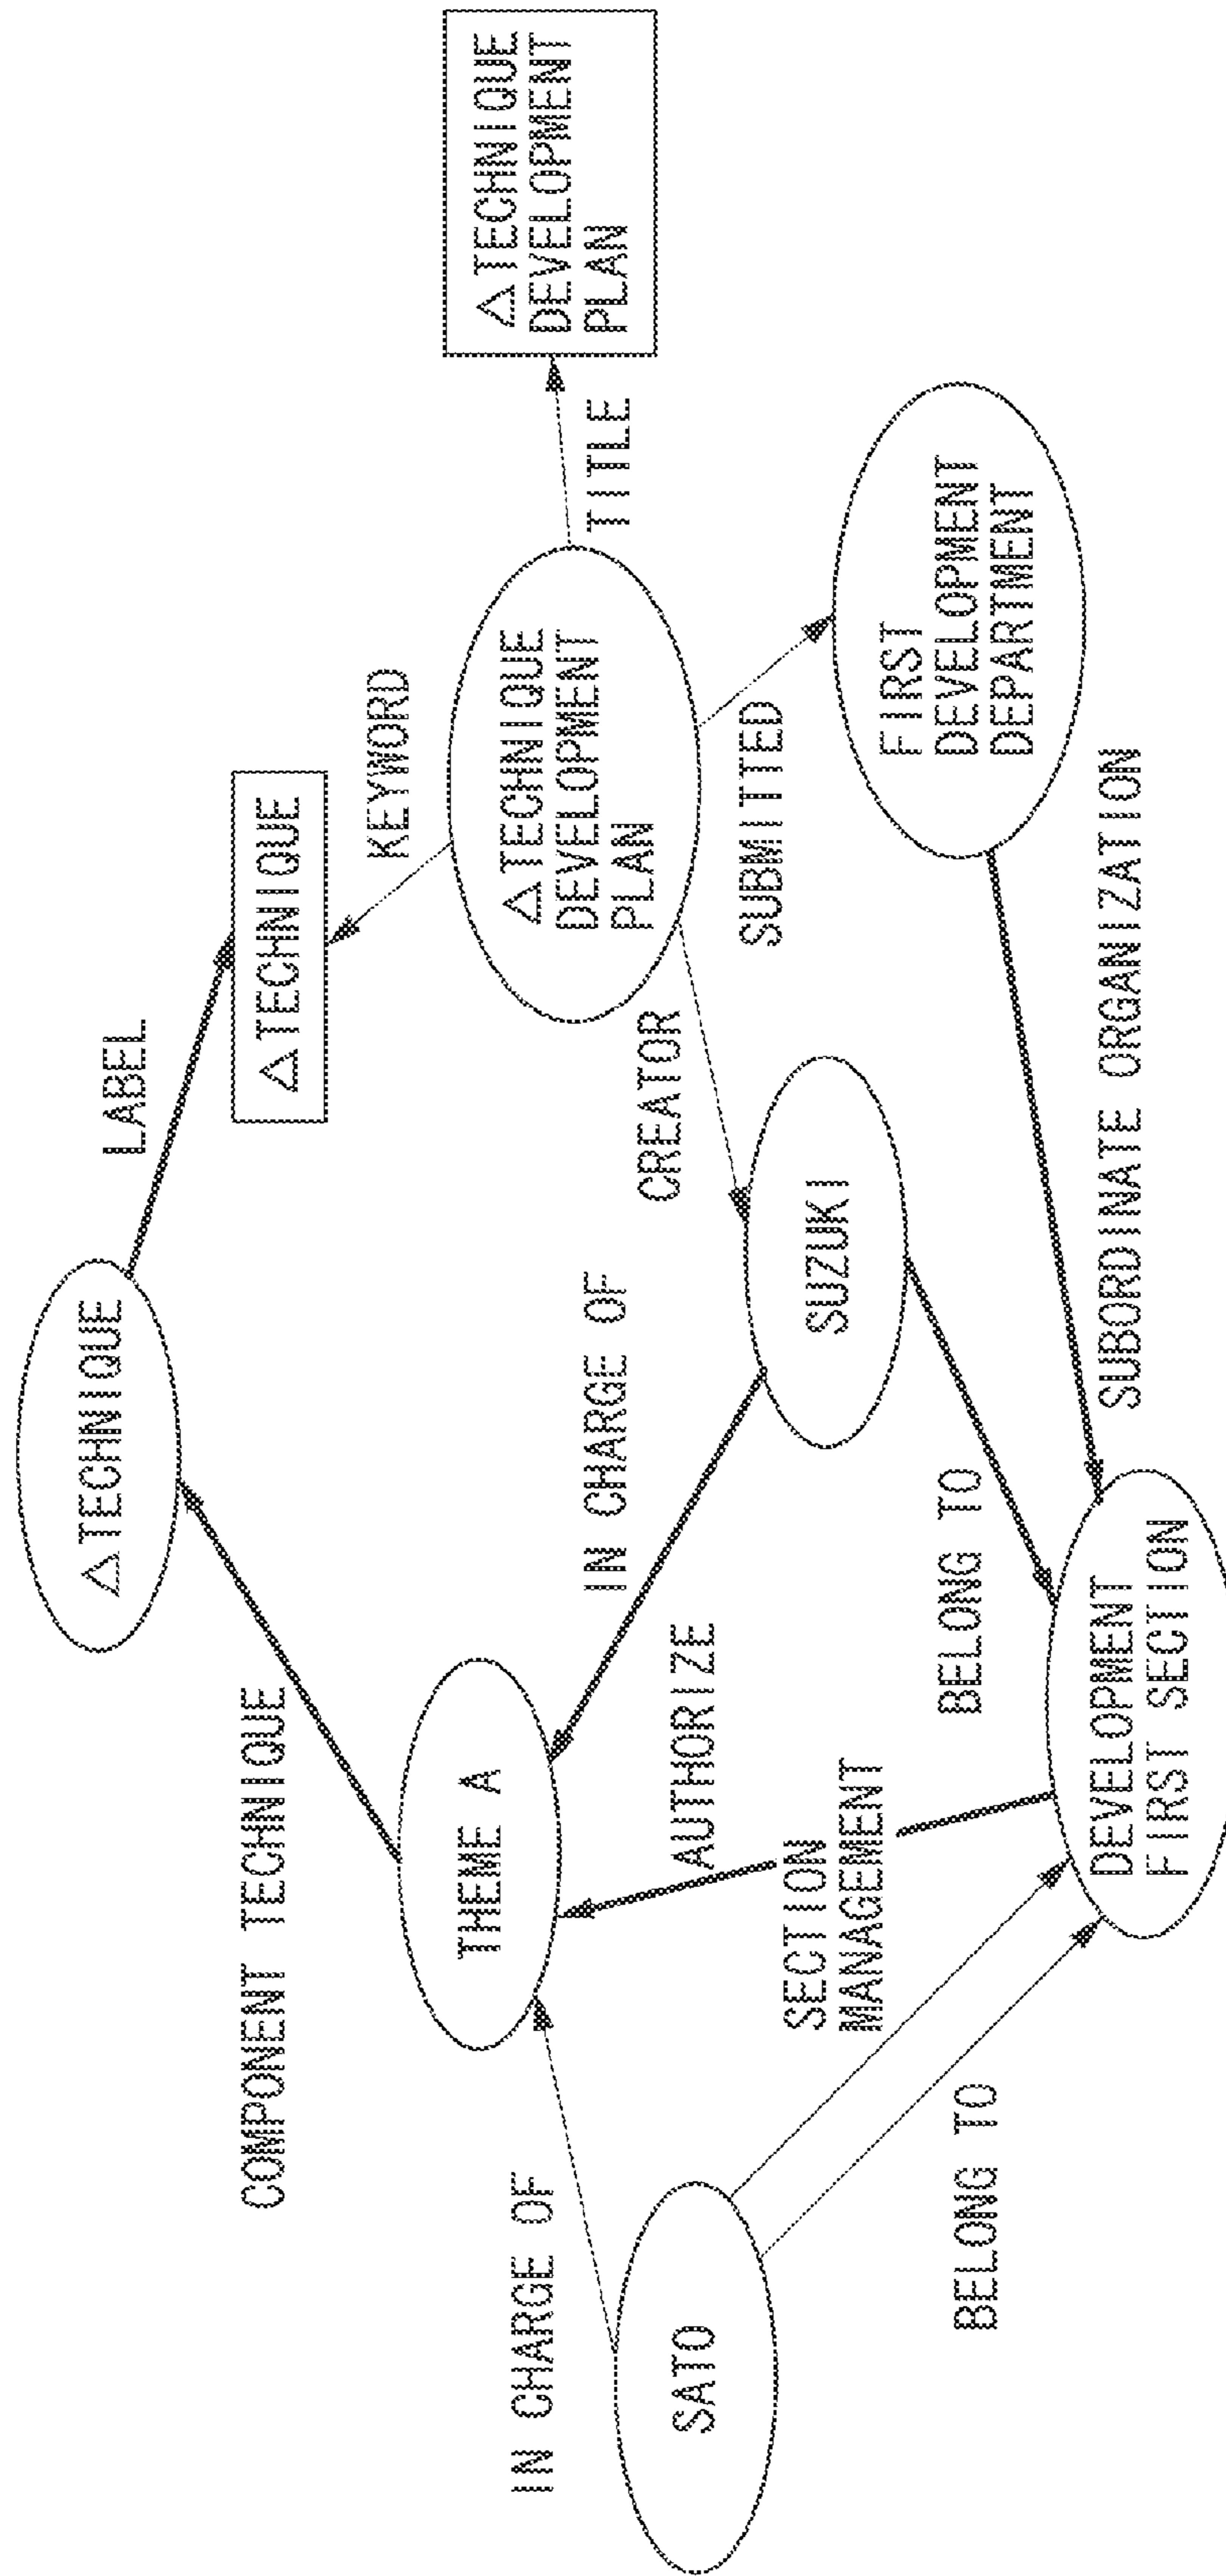 △TECHNIQUE
LABEL
COMPONENT TECHNIQUE
△TECHNIQUE
KEYWORD
THEME A
IN CHARGE OF
IN CHARGE OF
△TECHNIQUE
DEVELOPMENT
PLAN
TITLE
△TECHNIQUE
DEVELOPMENT
PLAN
CREATOR
SUBMITTED
AUTHORIZE
SATO
SECTION
MANAGEMENT
SUZUKI
FIRST
DEVELOPMENT
DEPARTMENT
BELONG TO
BELONG TO
DEVELOPMENT
FIRST SECTION
SUBORDINATE ORGANIZATION